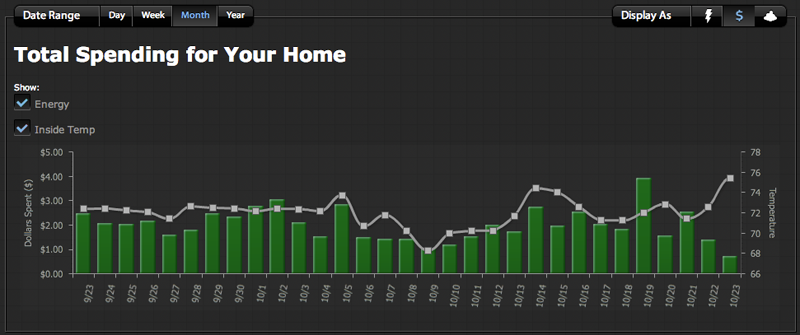 Date Range Day Week Month Year Display As $
Total Spending for Your Home
Show:
Energy
Inside Temp
$5.00
$4.00
$3.00
$2.00
$1.00
$0.00
Dollars Spent ($)
78
76
74
72
70
68
66
Temperature
9/23 9/24 9/25 9/26 9/27 9/28 9/29 9/30 10/1 10/2 10/3 10/4 10/5 10/6 10/7 10/8 10/9 10/10 10/11 10/12 10/13 10/14 10/15 10/16 10/17 10/18 10/19 10/20 10/21 10/22 10/23